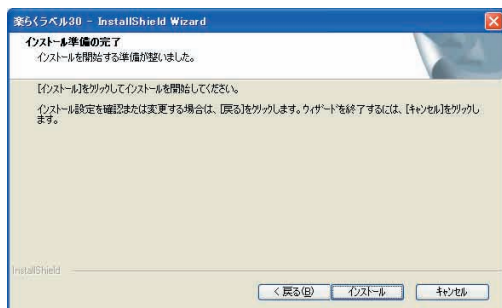 楽らくラベル30 - InstallShield Wizard
インストール準備の完了
インストールを開始する準備が整いました。
[インストール]をクリックしてインストールを開始してください。
インストール設定を確認または変更する場合は、[戻る]をクリックします。ウィザードを終了するには、[キャンセル]をクリックし
ます。
InstallShield
< 戻る(B) インストール キャンセル